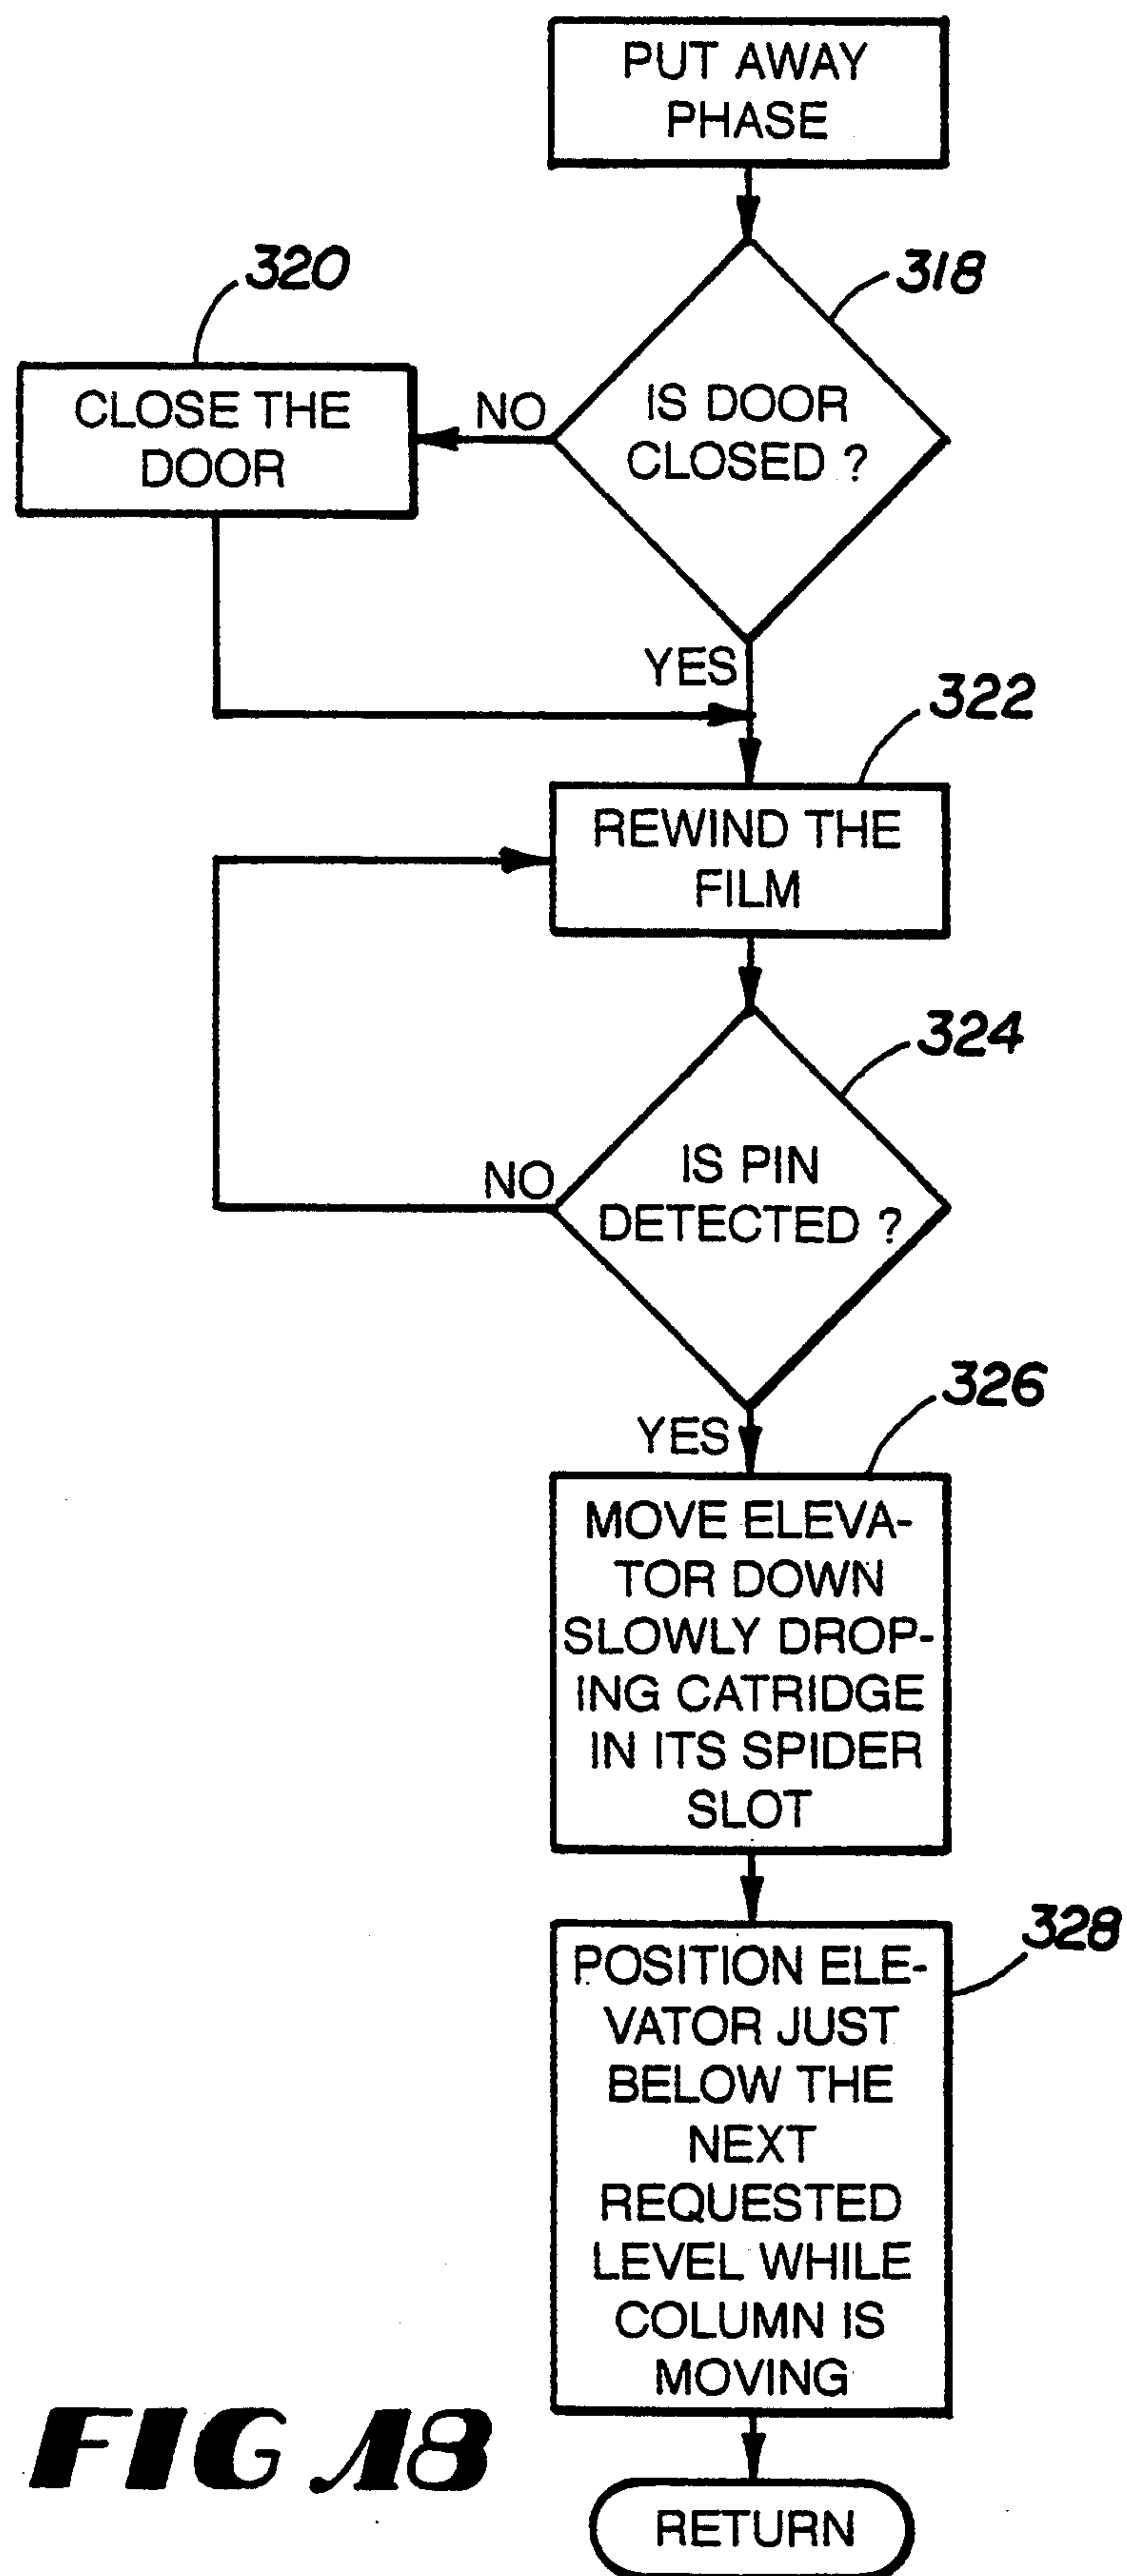 PUT AWAY
PHASE
318
320
IS DOOR
CLOSED ?
NO
CLOSE THE
DOOR
YES
322
REWIND THE
FILM
324
IS PIN
DETECTED ?
NO
YES
326
MOVE ELEVA-
TOR DOWN
SLOWLY DROP-
ING CATRIDGE
IN ITS SPIDER
SLOT
328
POSITION ELE-
VATOR JUST
BELOW THE
NEXT
REQUESTED
LEVEL WHILE
COLUMN IS
MOVING
RETURN
FIG 18